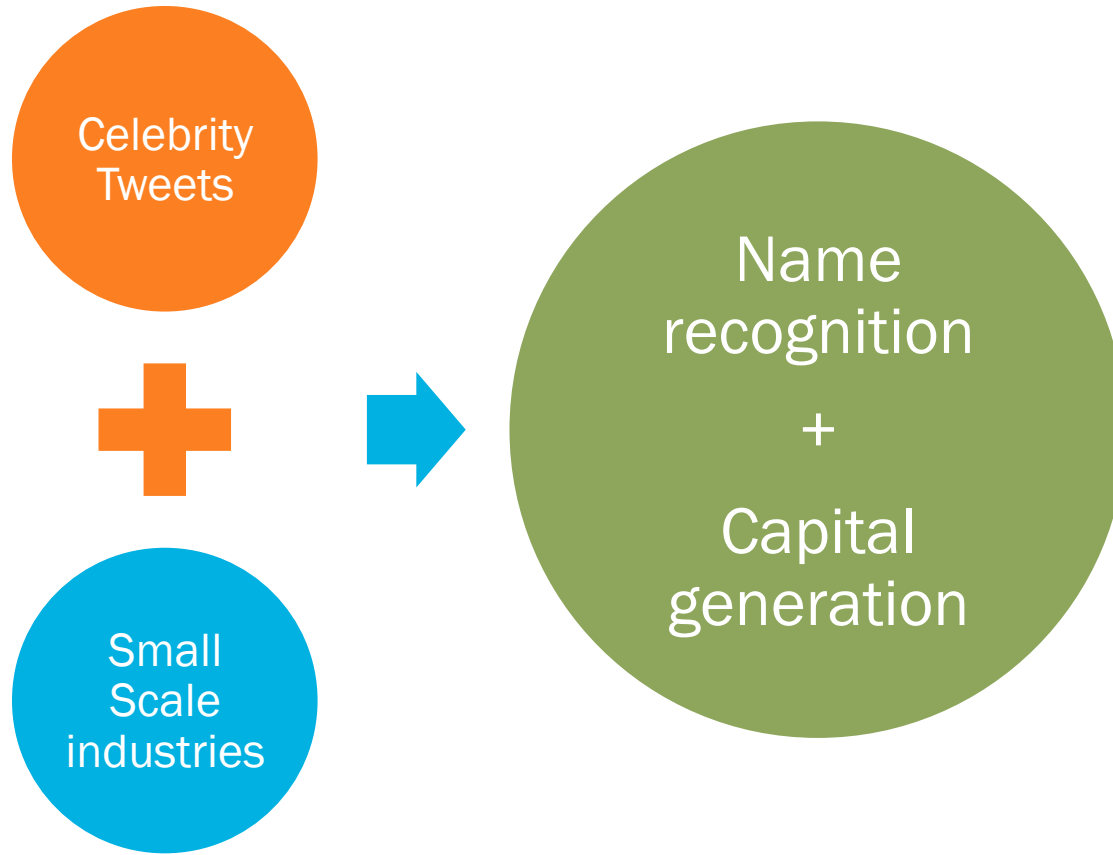 Celebrity
Tweets
Small
Scale
industries
Name
recognition
+
Capital
generation